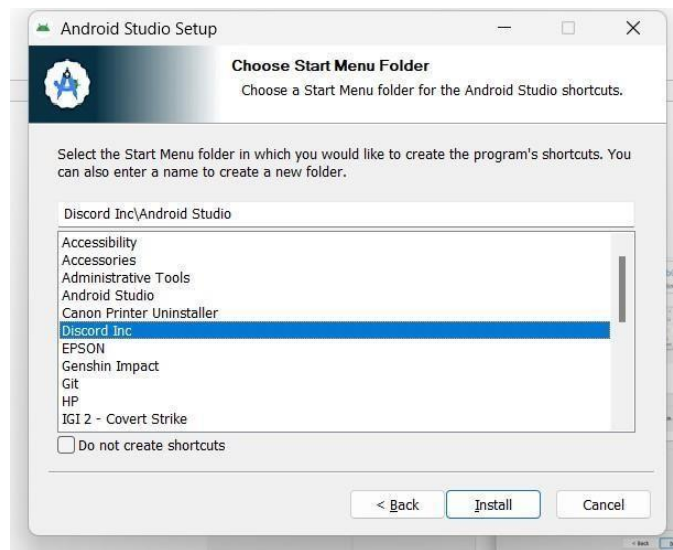 Android Studio Setup
Choose Start Menu Folder
Choose a Start Menu folder for the Android Studio shortcuts.
Select the Start Menu folder in which you would like to create the program's shortcuts. You
can also enter a name to create a new folder.
Discord Inc\Android Studio
Accessibility
Accessories
Administrative Tools
Android Studio
Canon Printer Uninstaller
Discord Inc
EPSON
Genshin Impact
Git
HP
IGI 2 - Covert Strike
Do not create shortcuts
< Back
Install
Cancel
< Back